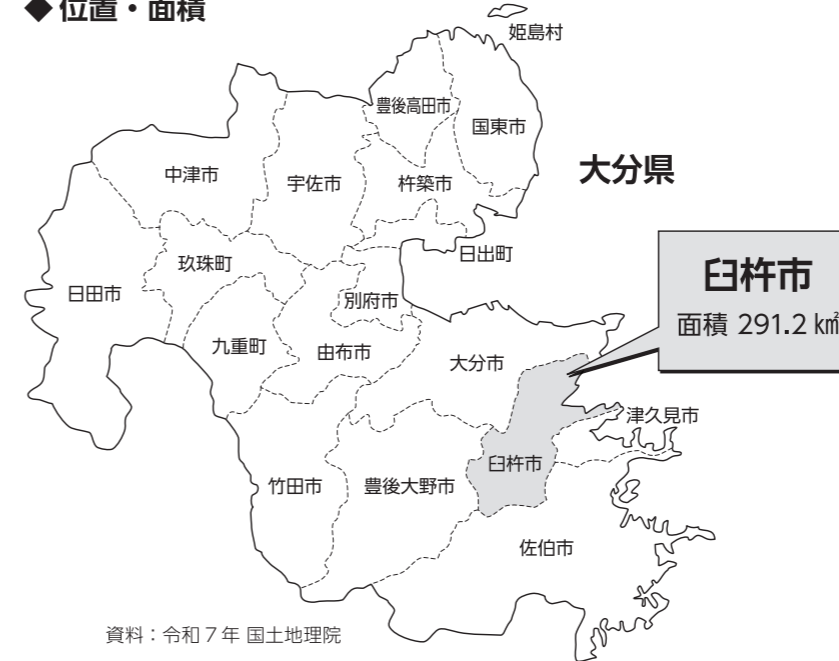 ◆ 位置・面積
姫島村
豊後高田市
国東市
大分県
中津市
宇佐市
杵築市
日出町
玖珠町
日田市
別府市
臼杵市
面積 291.2 ㎢
九重町
由布市
大分市
津久見市
臼杵市
竹田市
豊後大野市
佐伯市
資料：令和７年 国土地理院